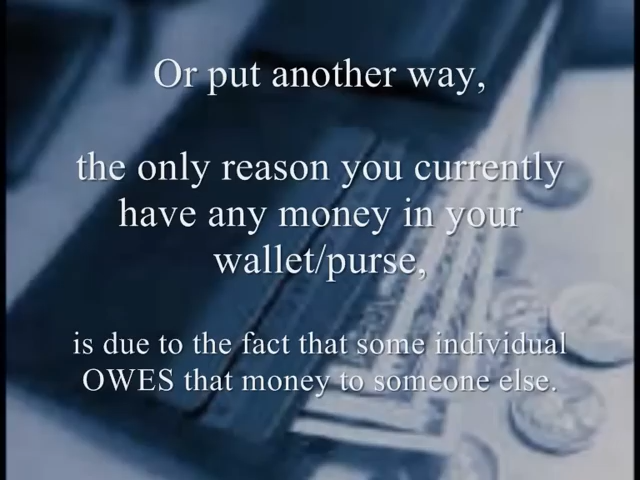 Or put another way,
the only reason you currently
have any money in your
wallet/purse,
is due to the fact that some individual
OWES that money to someone else.